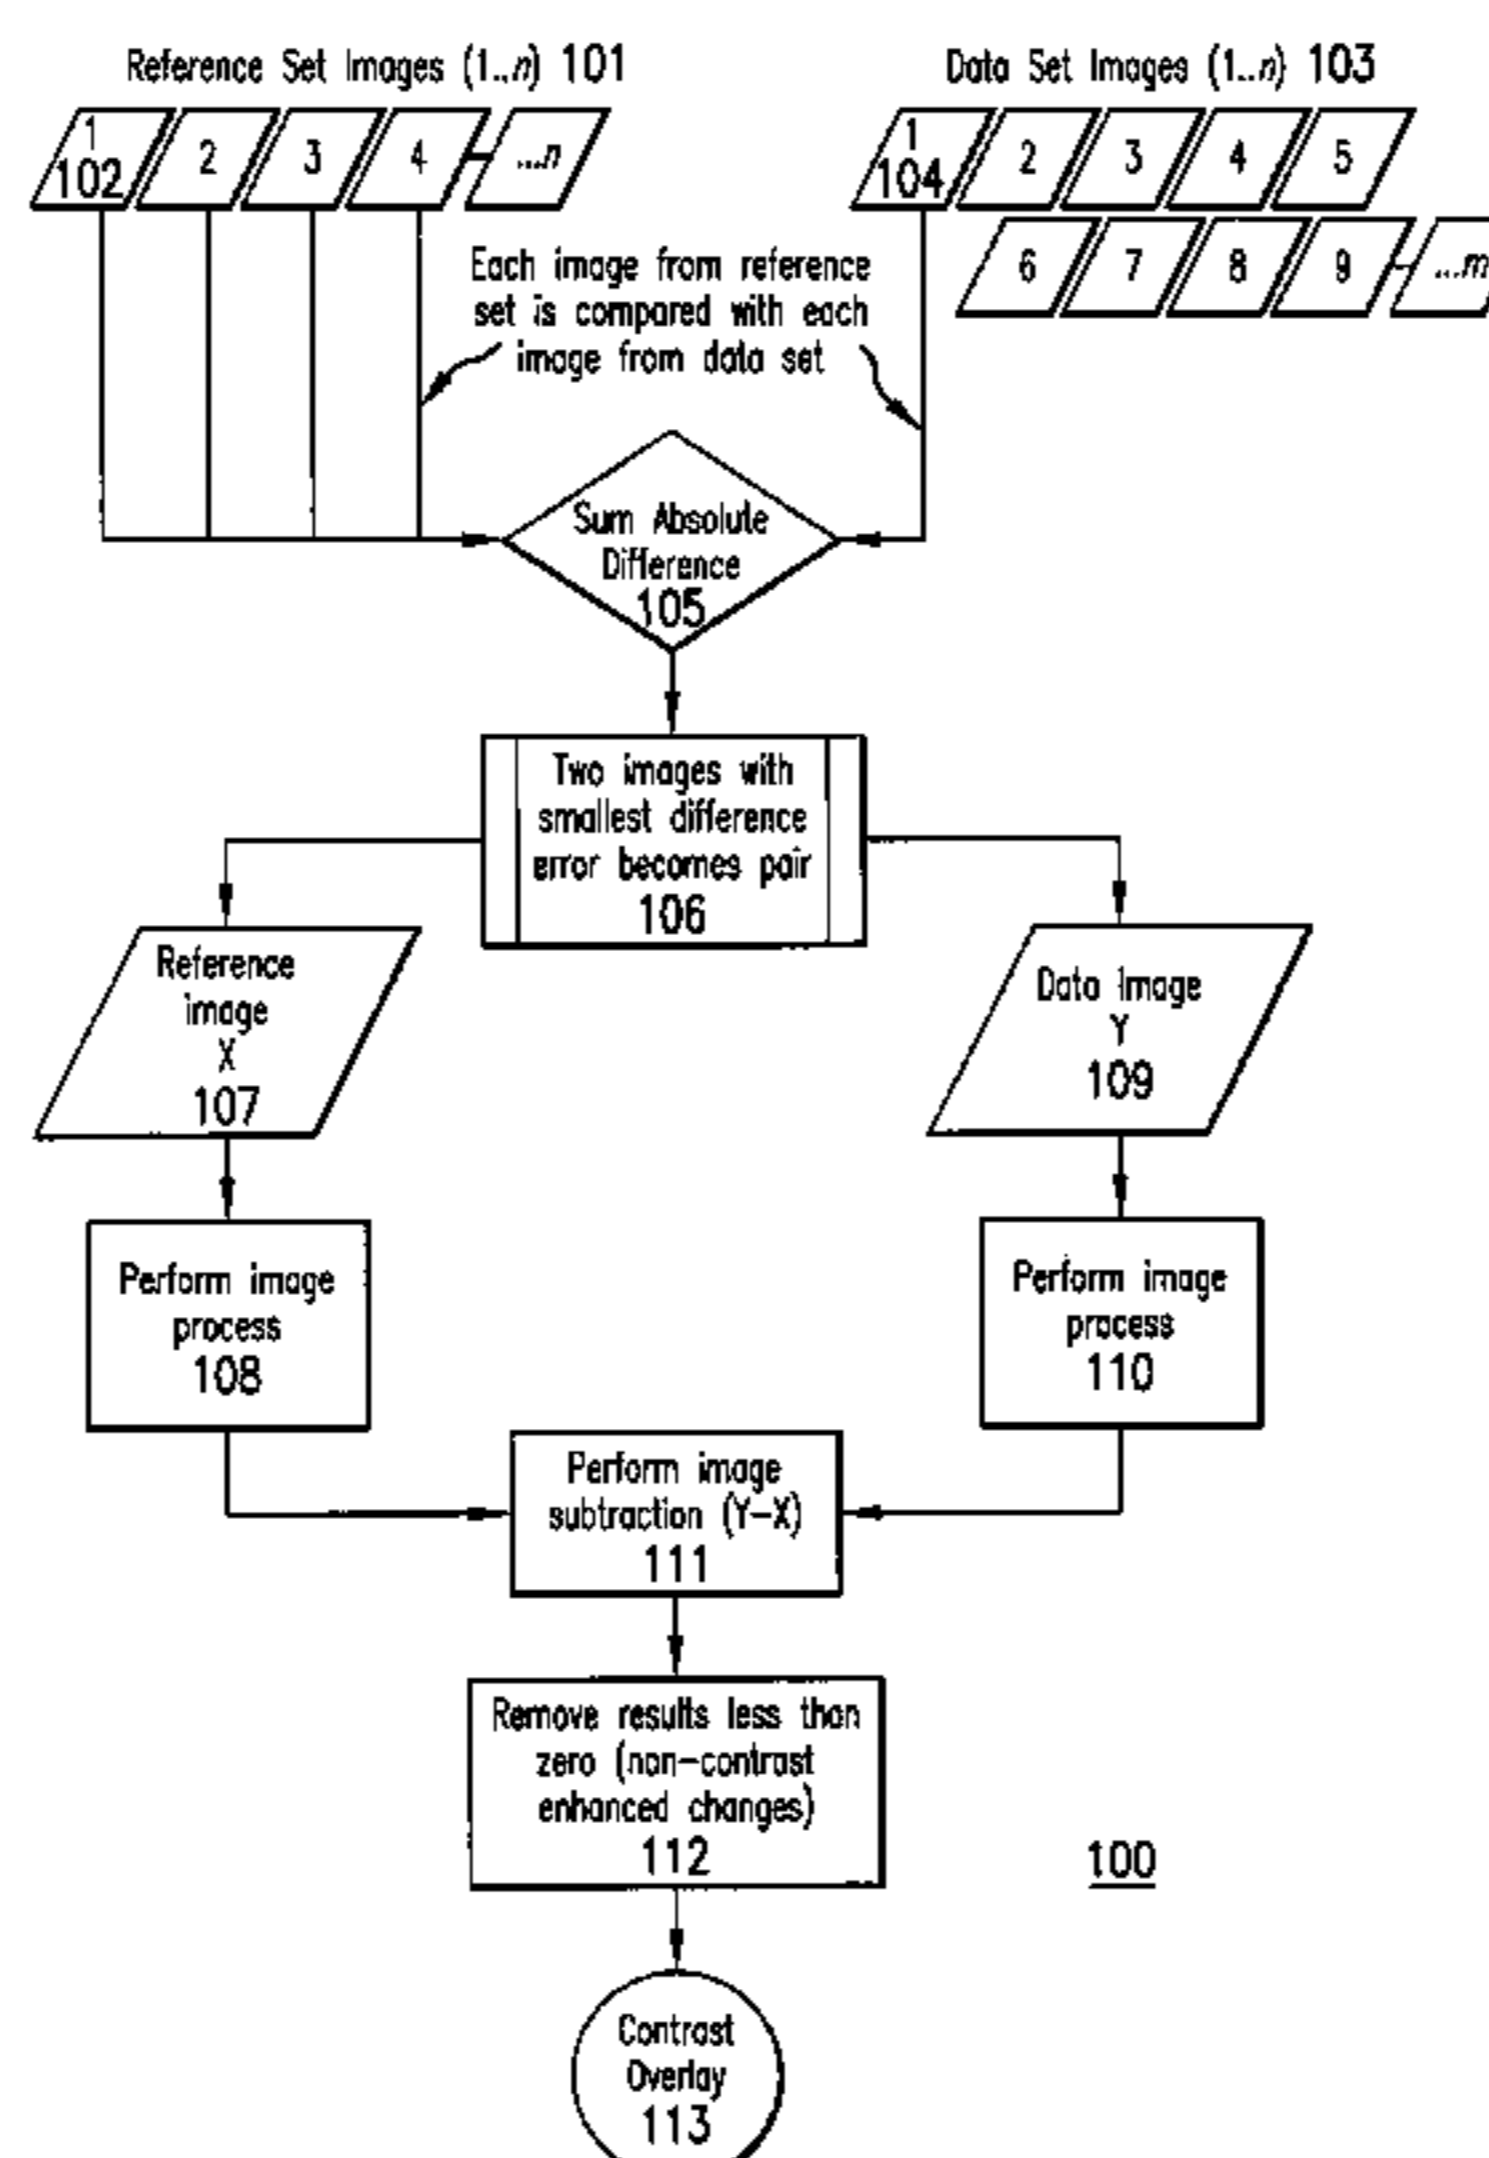 Reference Set Images (1..n) 101
Data Set Images (1..n) 103
1
102
2
3
4
...n
1
104
2
3
4
5
6
7
8
9
...m
Each image from reference
set is compared with each
image from data set
Sum Absolute
Difference
105
Two images with
smallest difference
error becomes pair
106
Reference
image
X
107
Data Image
Y
109
Perform image
process
108
Perform image
process
110
Perform image
subtraction (Y-X)
111
Remove results less than
zero (non-contrast
enhanced changes)
112
100
Contrast
Overlay
113